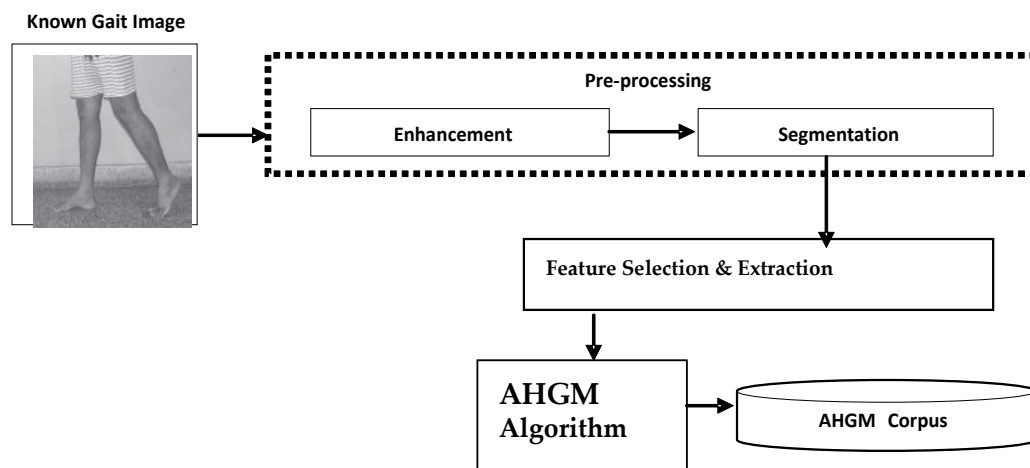 Known Gait Image
Pre-processing
Enhancement
Segmentation
Feature Selection & Extraction
AHGM
Algorithm
AHGM Corpus